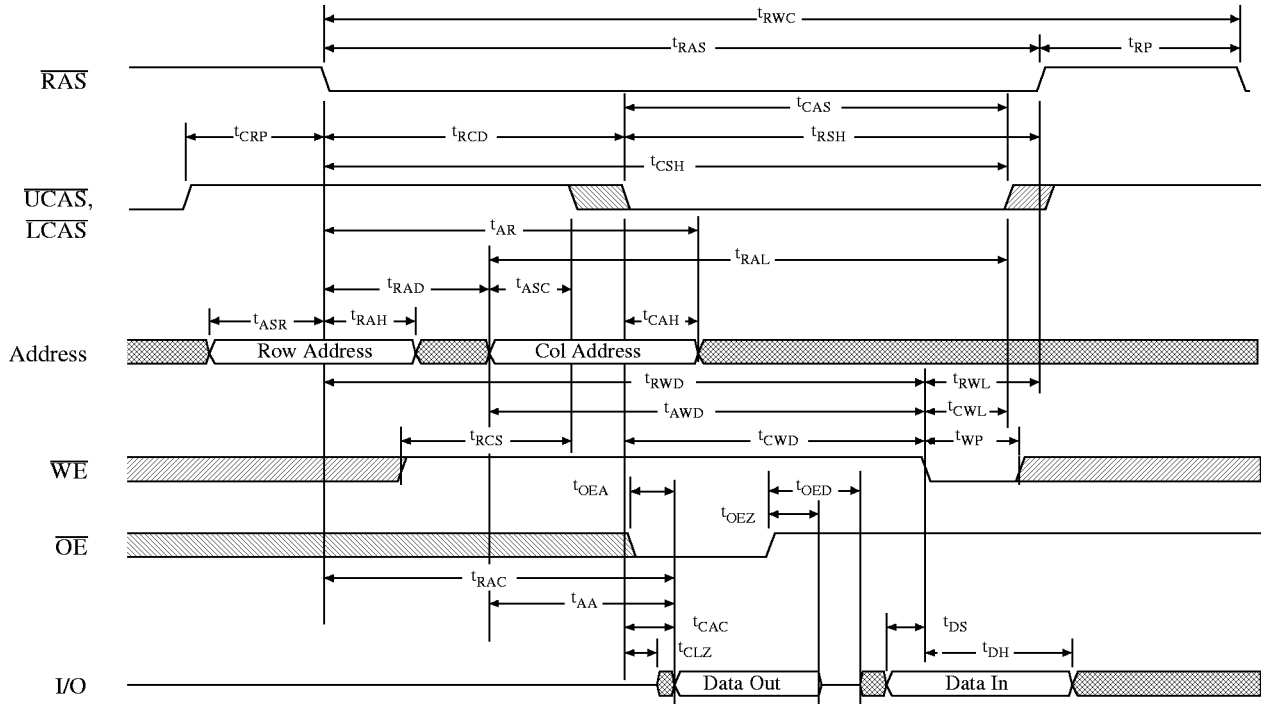 tRWC
tRAS tRP
RAS
tCAS
tCRP tRCD tRSH
tCSH
UCAS,
LCAS
tAR
tRAL
tRAD tASC
tASR tRAH tCAH
Address Row Address Col Address
tRWD tRWL
tAWD tCWL
tRCS tCWD tWP
WE
tOEA tOED
tOEZ
OE
tRAC
tAA
tCAC tDS
tCLZ tDH
I/O Data Out Data In